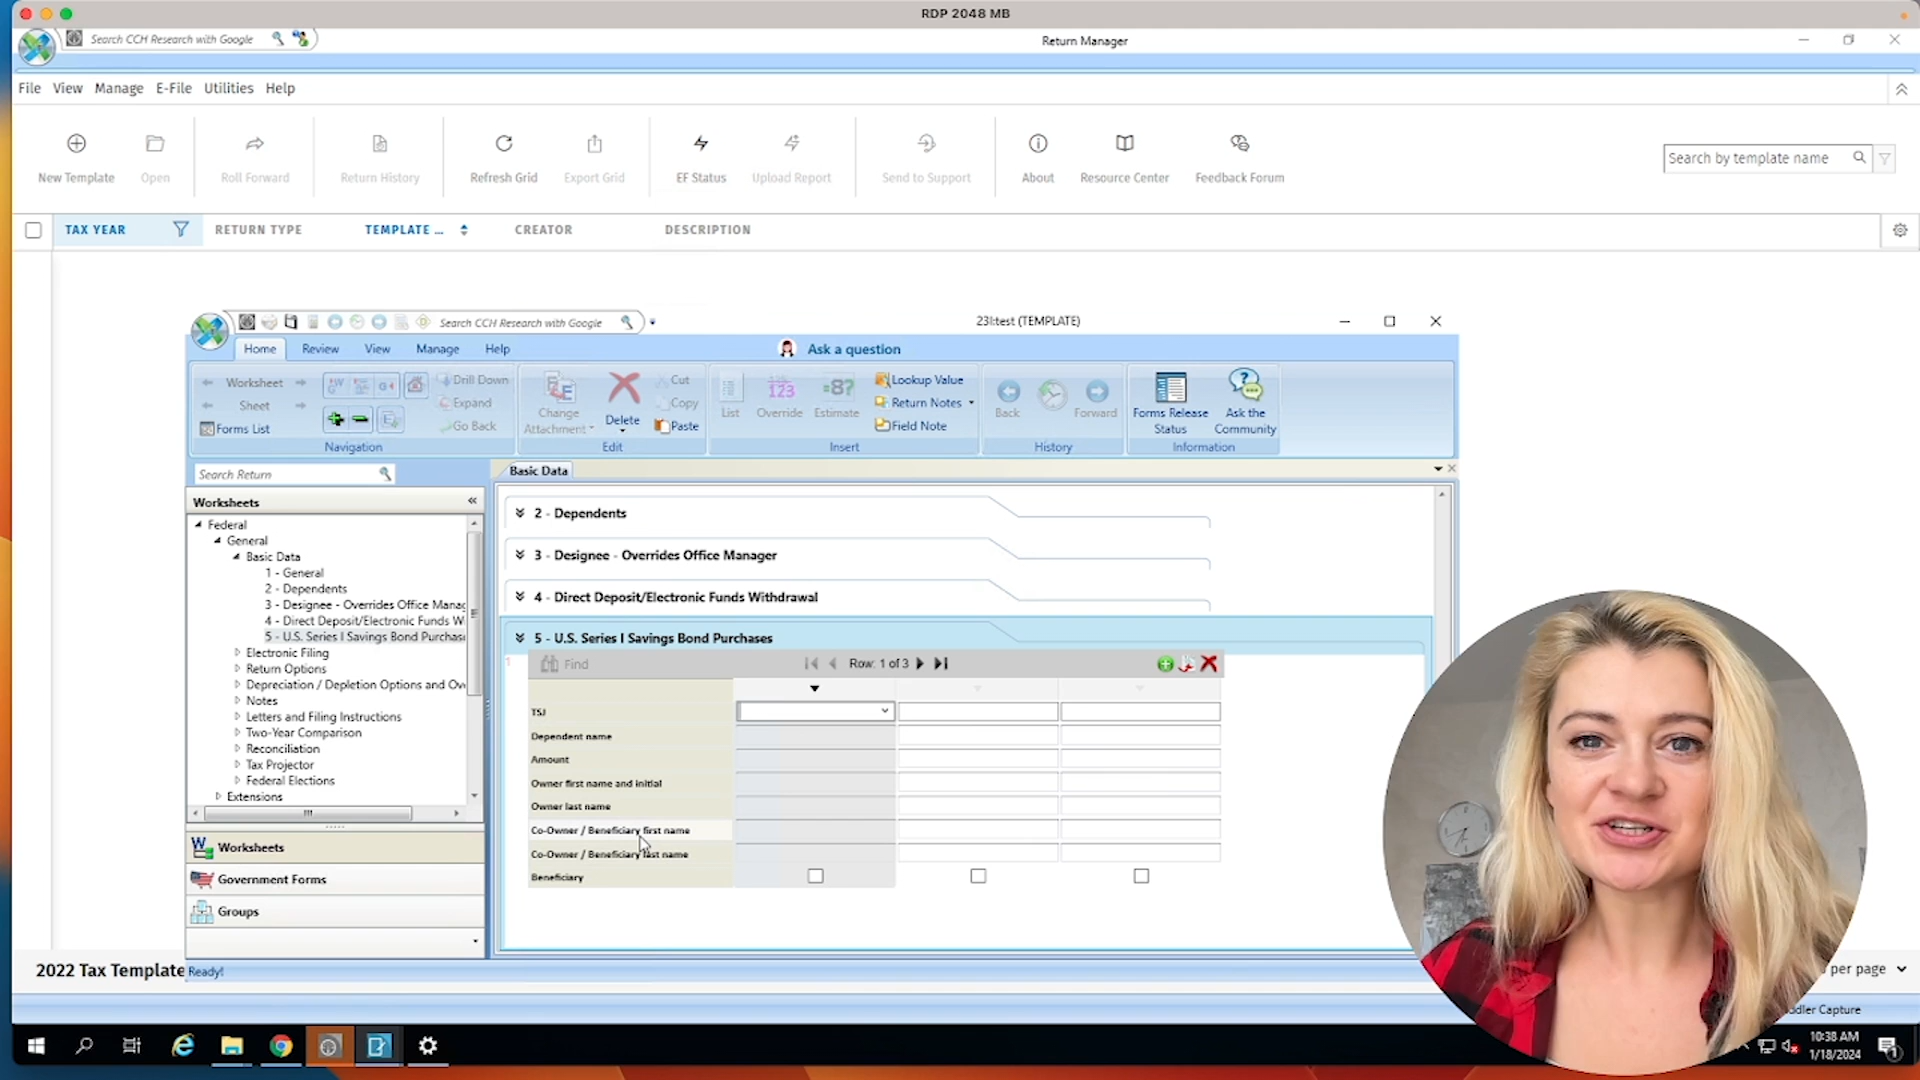 RDP 2048 MB
Search CCH Research with Google
Return Manager
File View Manage E-File Utilities Help
New Template
Open
Roll Forward
Return History
Refresh Grid
Export Grid
EF Status
Upload Report
Send to Support
About
Resource Center
Feedback Forum
Search by template name
TAX YEAR
RETURN TYPE
TEMPLATE ...
CREATOR
DESCRIPTION
Search CCH Research with Google
23I:test (TEMPLATE)
Home Review View Manage Help
Ask a question
Worksheet
Sheet
Forms List
Navigation
Drill Down
Expand
Go Back
Change Attachment
Delete
Cut
Copy
Paste
Edit
List
123
Override
=8?
Estimate
Lookup Value
Return Notes
Field Note
Insert
Back
Forward
History
Forms Release Status
Ask the Community
Information
Search Return
Basic Data
Worksheets
Federal
General
Basic Data
1 - General
2 - Dependents
3 - Designee - Overrides Office Manag
4 - Direct Deposit/Electronic Funds W
5 - U.S. Series I Savings Bond Purchas
Electronic Filing
Return Options
Depreciation / Depletion Options and Ov
Notes
Letters and Filing Instructions
Two-Year Comparison
Reconciliation
Tax Projector
Federal Elections
Extensions
Worksheets
Government Forms
Groups
2 - Dependents
3 - Designee - Overrides Office Manager
4 - Direct Deposit/Electronic Funds Withdrawal
5 - U.S. Series I Savings Bond Purchases
1
Find
Row: 1 of 3
TSJ
Dependent name
Amount
Owner first name and initial
Owner last name
Co-Owner / Beneficiary first name
Co-Owner / Beneficiary last name
Beneficiary
2022 Tax Template
Ready!
per page
ddler Capture
10:38 AM
1/18/2024
1